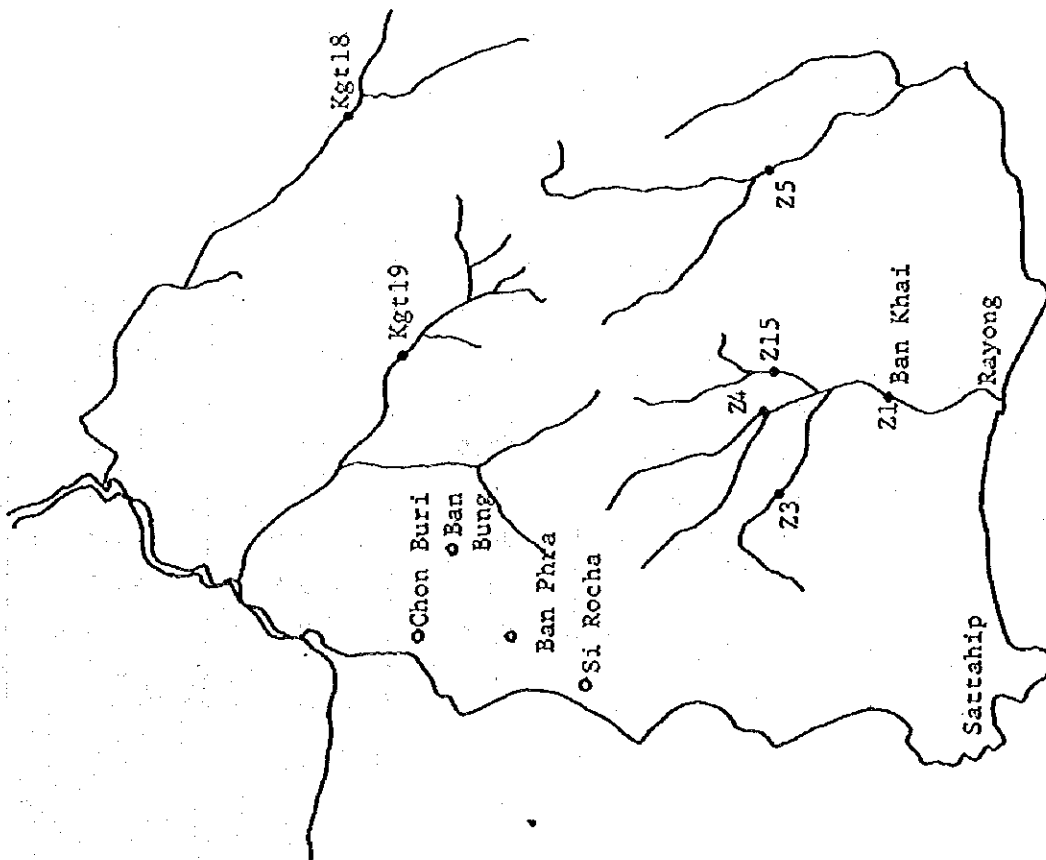 Kgt18
Kgt19
Chon Buri
Ban
Bung
Ban Phra
Si Rocha
Z5
Z15
Z4
Z3
Z1
Ban Khai
Rayong
Sattahip